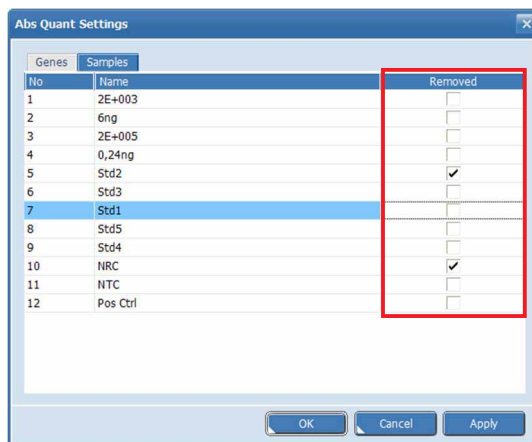 Abs Quant Settings
Genes Samples
No Name Removed
1 2E+003
2 6ng
3 2E+005
4 0,24ng
5 Std2
6 Std3
7 Std1
8 Std5
9 Std4
10 NRC
11 NTC
12 Pos Ctrl
OK Cancel Apply